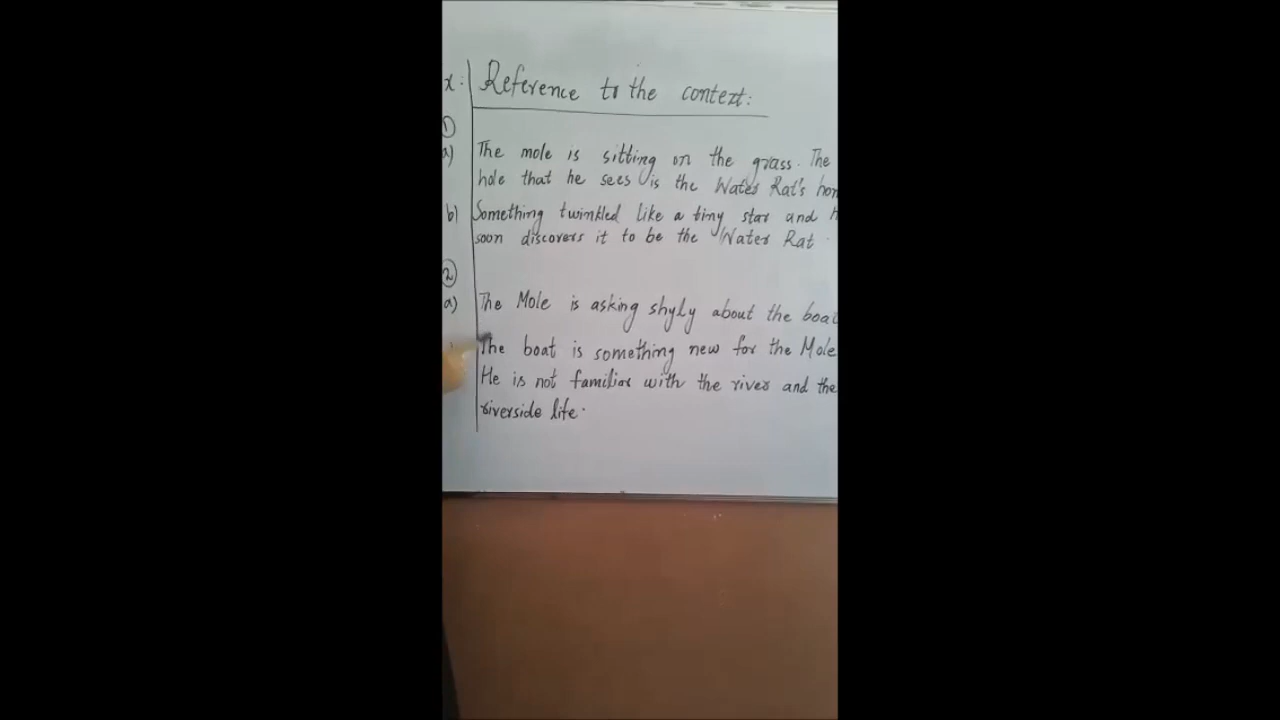 x: Reference to the context:
①
a) The mole is sitting on the grass. The
hole that he sees is the Water Rat's
b) Something twinkled like a tiny star and
soon discovers it to be the Water Rat.
②
a) The Mole is asking shyly about the
The boat is something new for the Mole
He is not familiar with the river and the
riverside life.